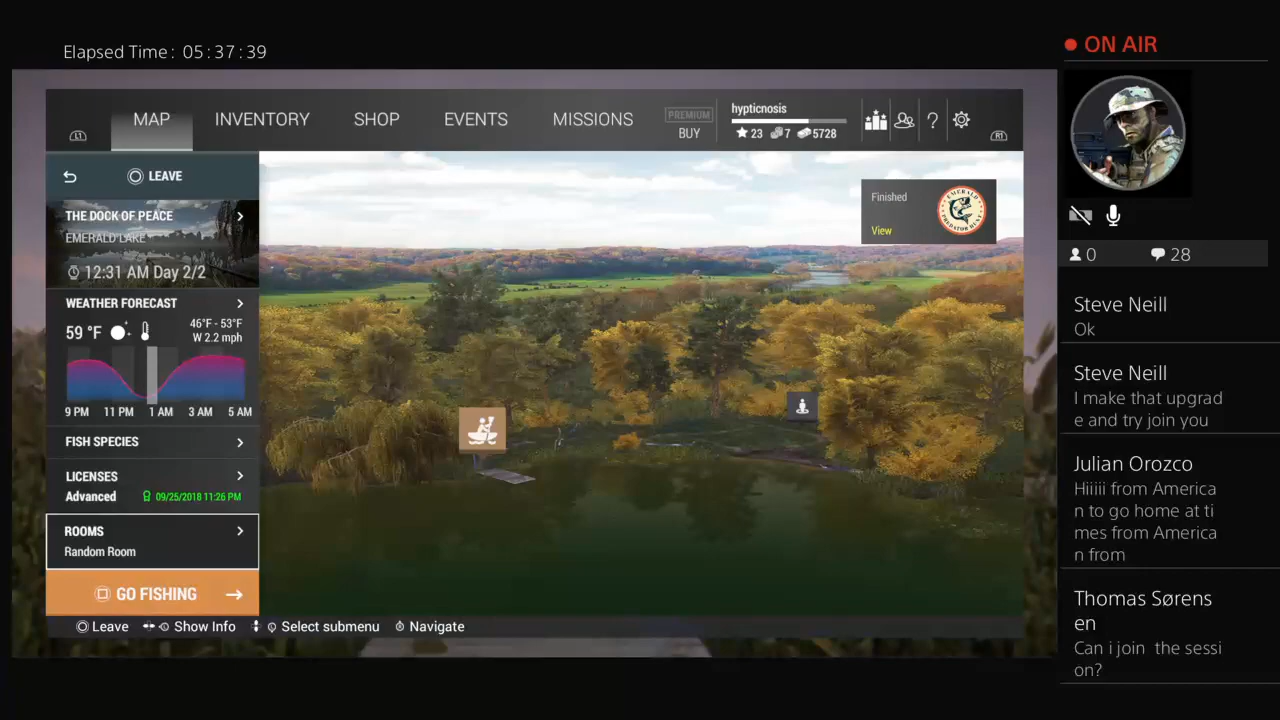 Elapsed Time: 05:37:39
ON AIR
MAP
INVENTORY
SHOP
EVENTS
MISSIONS
PREMIUM
BUY
hypticnosis
23 7 5728
?
L1
R1
LEAVE
THE DOCK OF PEACE
EMERALD LAKE
12:31 AM Day 2/2
WEATHER FORECAST
59 °F
46°F - 53°F
W 2.2 mph
9 PM 11 PM 1 AM 3 AM 5 AM
FISH SPECIES
LICENSES
Advanced 09/25/2018 11:26 PM
ROOMS
Random Room
GO FISHING
Leave Show Info Select submenu Navigate
Finished
View
EMERALD
0 28
Steve Neill
Ok
Steve Neill
I make that upgrad
e and try join you
Julian Orozco
Hiiiii from America
n to go home at ti
mes from America
n from
Thomas Sørens
en
Can i join the sessi
on?